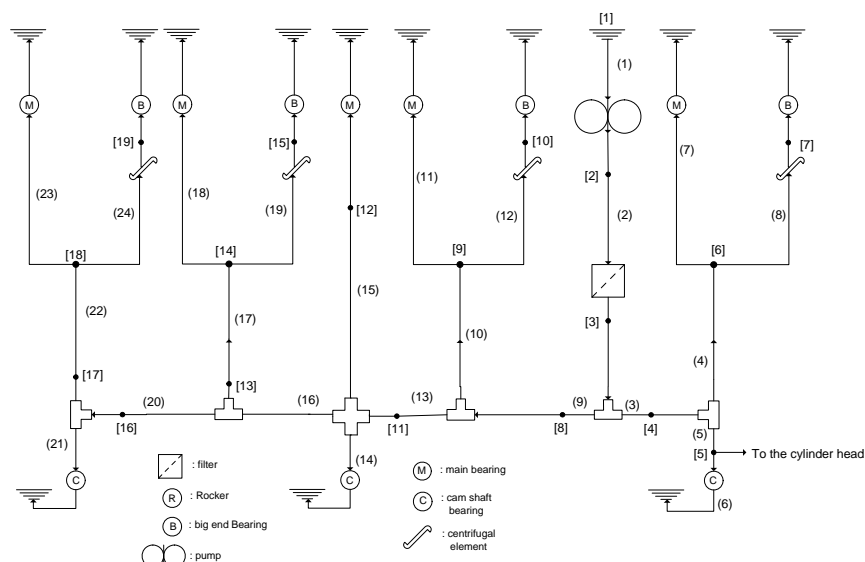 [1]
(1)
M
B
M
B
M
M
B
M
B
[19]
[15]
[10]
[2]
(7)
[7]
(23)
(24)
(18)
(19)
[12]
(11)
(12)
(2)
(8)
[18]
[14]
[9]
[6]
(22)
(17)
(15)
(10)
[3]
(4)
[17]
[13]
(20)
(16)
(13)
(9)
(3)
[16]
[11]
[8]
[4]
(5)
(21)
(14)
[5]
To the cylinder head
C
C
C
(6)
: filter
R : Rocker
B : big end Bearing
: pump
M : main bearing
C : cam shaft
bearing
: centrifugal
element